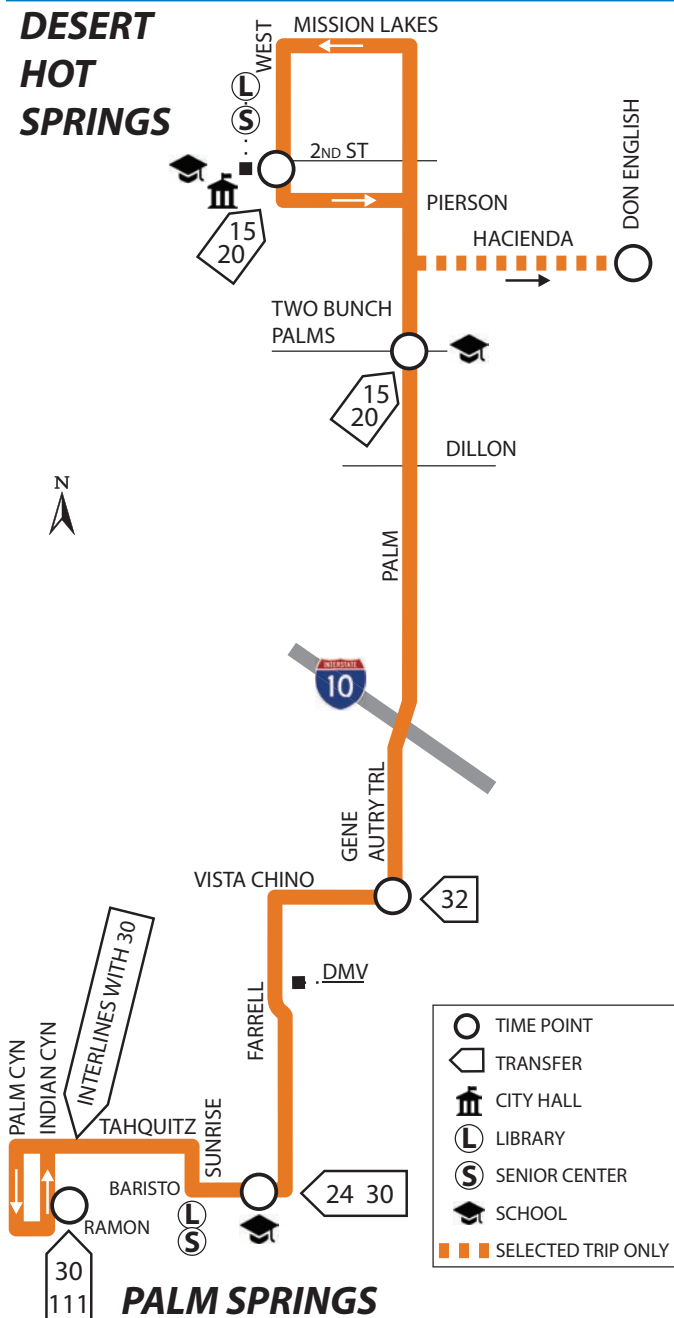 DESERT
HOT
SPRINGS
MISSION LAKES
WEST
L
S
2ND ST
15
20
PIERSON
DON ENGLISH
HACIENDA
TWO BUNCH
PALMS
15
20
DILLON
N
PALM
INTERSTATE
10
GENE
AUTRY TRL
VISTA CHINO
32
DMV
FARRELL
INTERLINES WITH 30
PALM CYN
INDIAN CYN
TAHQUITZ
SUNRISE
BARISTO
L
S
24 30
RAMON
30
111
PALM SPRINGS
TIME POINT
TRANSFER
CITY HALL
L LIBRARY
S SENIOR CENTER
SCHOOL
SELECTED TRIP ONLY